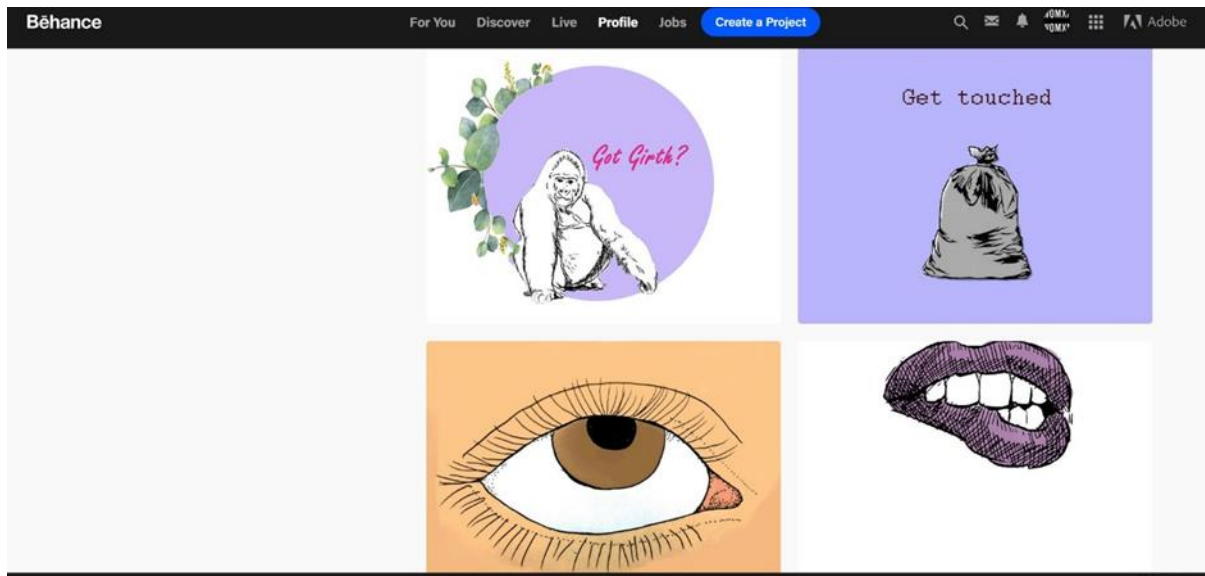 Bēhance
For You Discover Live Profile Jobs Create a Project
Adobe
Got Girth?
Get touched